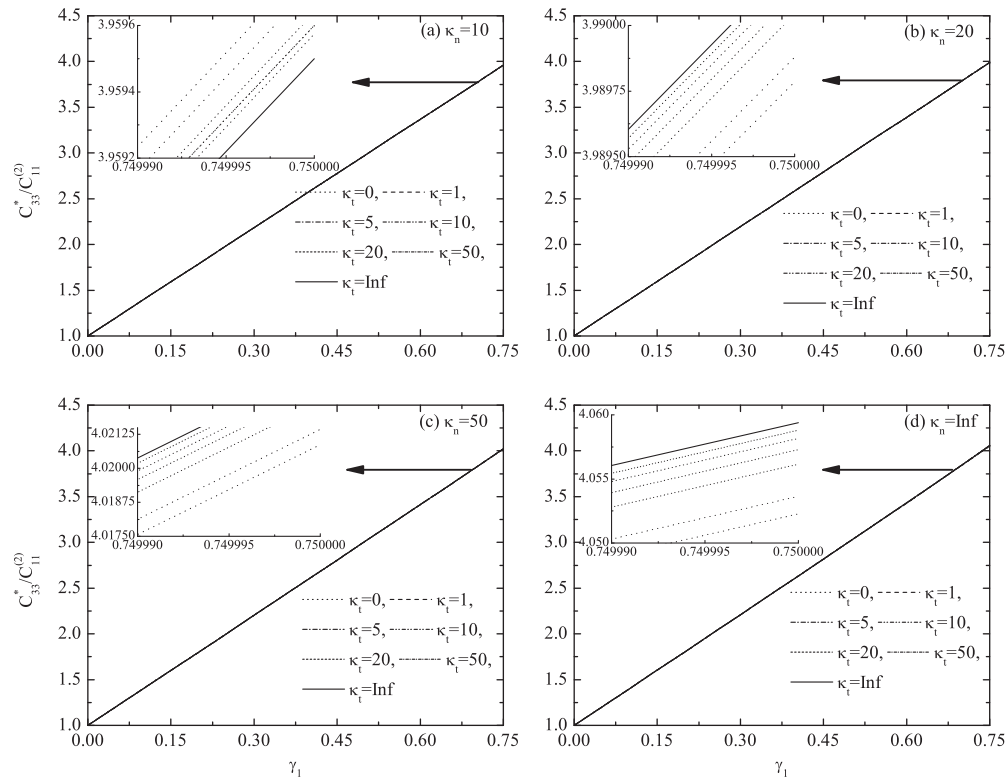 (a) κn=10
4.5
4.0
3.5
3.0
2.5
2.0
1.5
1.0
C*33/C(2)11
3.9596
3.9594
3.9592
0.749990 0.749995 0.750000
κt=0, κt=1,
κt=5, κt=10,
κt=20, κt=50,
κt=Inf
0.00 0.15 0.30 0.45 0.60 0.75
(b) κn=20
4.5
4.0
3.5
3.0
2.5
2.0
1.5
1.0
3.99000
3.98975
3.98950
0.749990 0.749995 0.750000
κt=0, κt=1,
κt=5, κt=10,
κt=20, κt=50,
κt=Inf
0.00 0.15 0.30 0.45 0.60 0.75
(c) κn=50
4.5
4.0
3.5
3.0
2.5
2.0
1.5
1.0
C*33/C(2)11
4.02125
4.02000
4.01875
4.01750
0.749990 0.749995 0.750000
κt=0, κt=1,
κt=5, κt=10,
κt=20, κt=50,
κt=Inf
0.00 0.15 0.30 0.45 0.60 0.75
γ1
(d) κn=Inf
4.5
4.0
3.5
3.0
2.5
2.0
1.5
1.0
4.060
4.055
4.050
0.749990 0.749995 0.750000
κt=0, κt=1,
κt=5, κt=10,
κt=20, κt=50,
κt=Inf
0.00 0.15 0.30 0.45 0.60 0.75
γ1